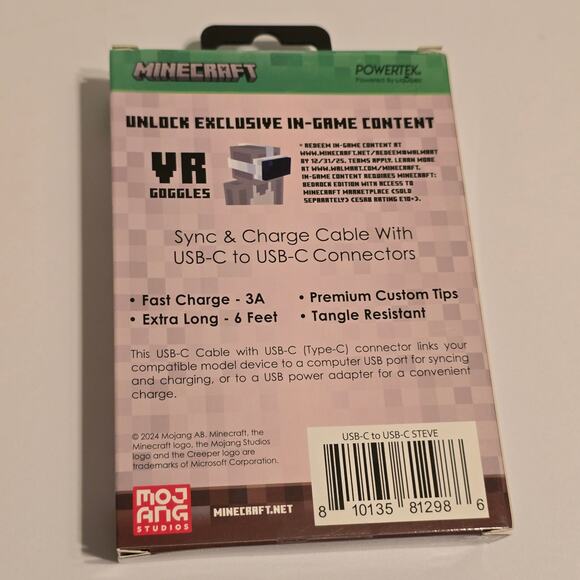 MINECRAFT
POWERTEK
Powered By Liquipel
UNLOCK EXCLUSIVE IN-GAME CONTENT
VR
GOGGLES
* REDEEM IN-GAME CONTENT AT
WWW.MINECRAFT.NET/REDEEMWALMART
BY 12/31/25. TERMS APPLY. LEARN MORE
AT WWW.WALMART.COM/MINECRAFT.
IN-GAME CONTENT REQUIRES MINECRAFT:
BEDROCK EDITION WITH ACCESS TO
MINECRAFT MARKETPLACE (SOLD
SEPARATELY) (ESRB RATING E10+).
Sync & Charge Cable With
USB-C to USB-C Connectors
• Fast Charge - 3A
• Premium Custom Tips
• Extra Long - 6 Feet
• Tangle Resistant
This USB-C Cable with USB-C (Type-C) connector links your
compatible model device to a computer USB port for syncing
and charging, or to a USB power adapter for a convenient
charge.
© 2024 Mojang AB. Minecraft, the
Minecraft logo, the Mojang Studios
logo and the Creeper logo are
trademarks of Microsoft Corporation.
USB-C to USB-C STEVE
8 10135 81298 6
MOJANG
STUDIOS
MINECRAFT.NET